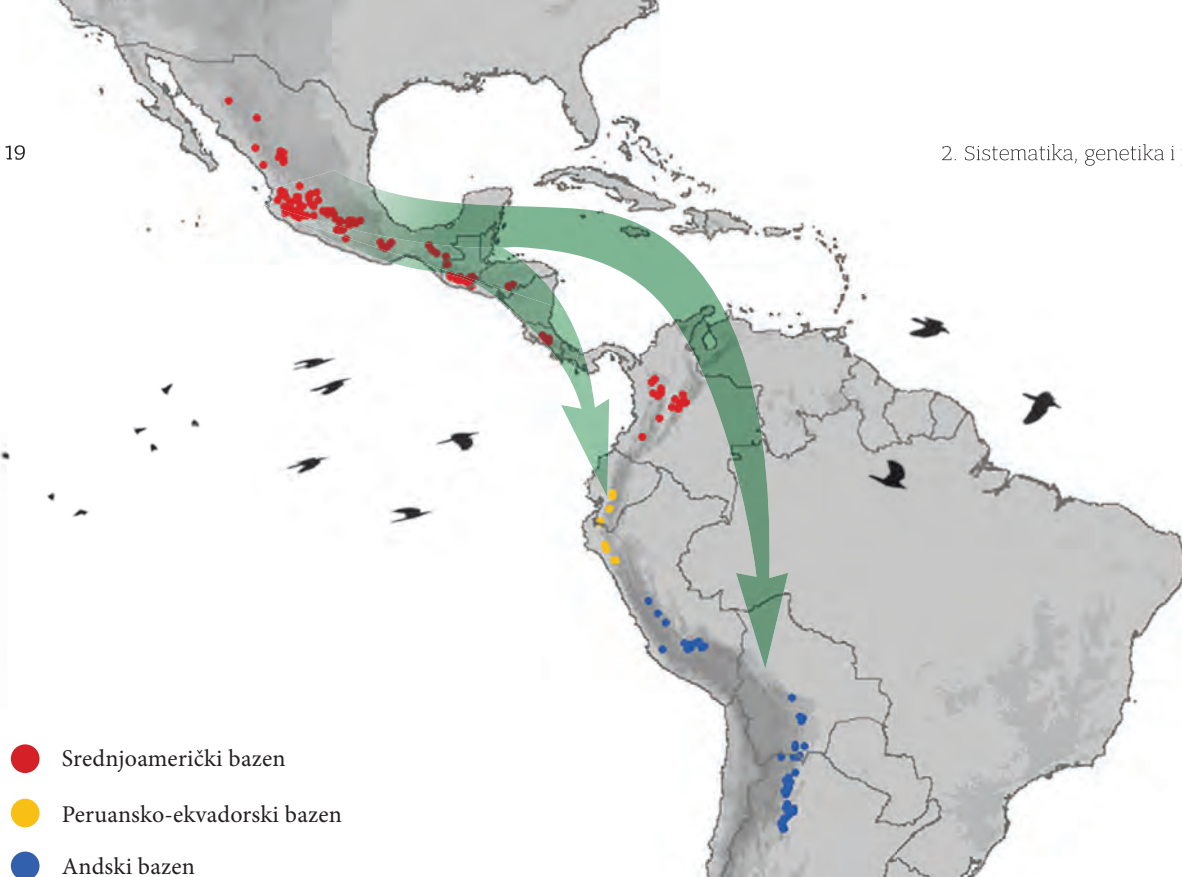 19
2. Sistematika, genetika i
Srednjoamerički bazen
Peruansko-ekvadorski bazen
Andski bazen